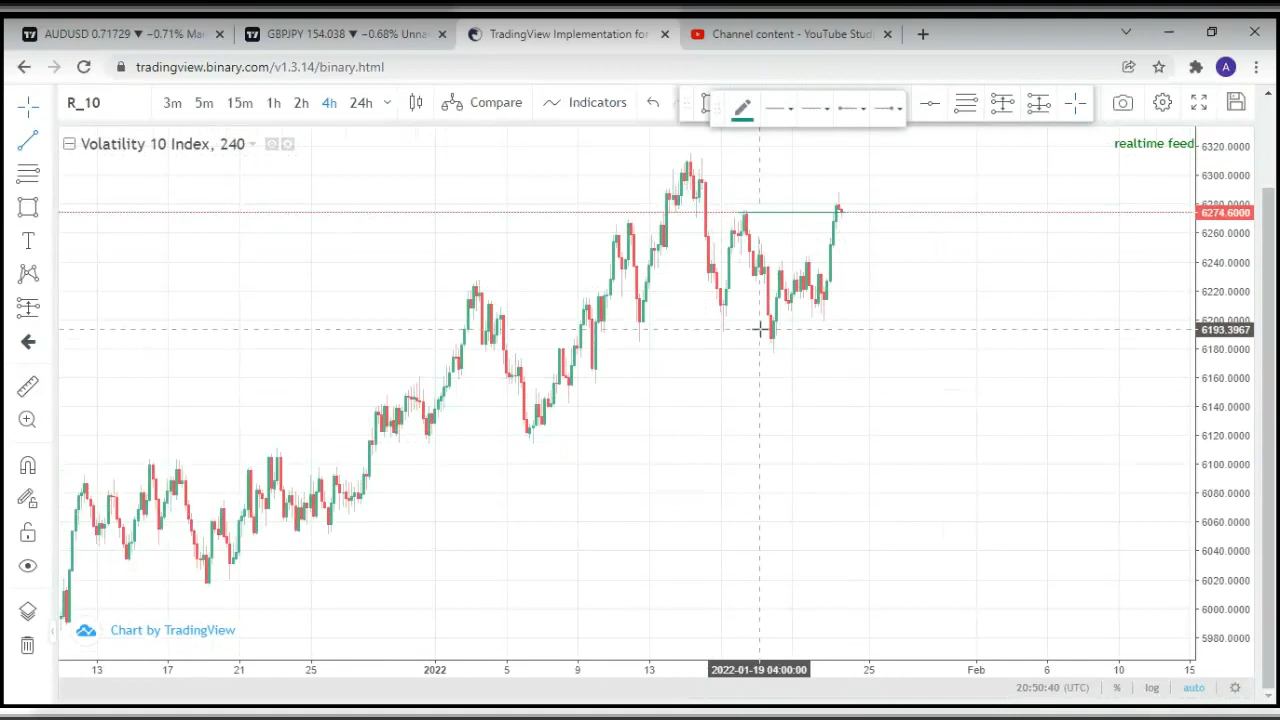 AUDUSD 0.71729 ▼ −0.71% Ma
GBPJPY 154.038 ▼ −0.68% Unna
TradingView Implementation for
Channel content - YouTube Studi
tradingview.binary.com/v1.3.14/binary.html
A
R_10
3m 5m 15m 1h 2h 4h 24h
Compare
Indicators
Volatility 10 Index, 240
realtime feed
6320.0000
6300.0000
6280.0000
6274.6000
6260.0000
6240.0000
6220.0000
6200.0000
6193.3967
6180.0000
6160.0000
6140.0000
6120.0000
6100.0000
6080.0000
6060.0000
6040.0000
6020.0000
6000.0000
5980.0000
Chart by TradingView
13 17 21 25 2022 5 9 13 2022-01-19 04:00:00 25 Feb 6 10 15
20:50:40 (UTC) % log auto